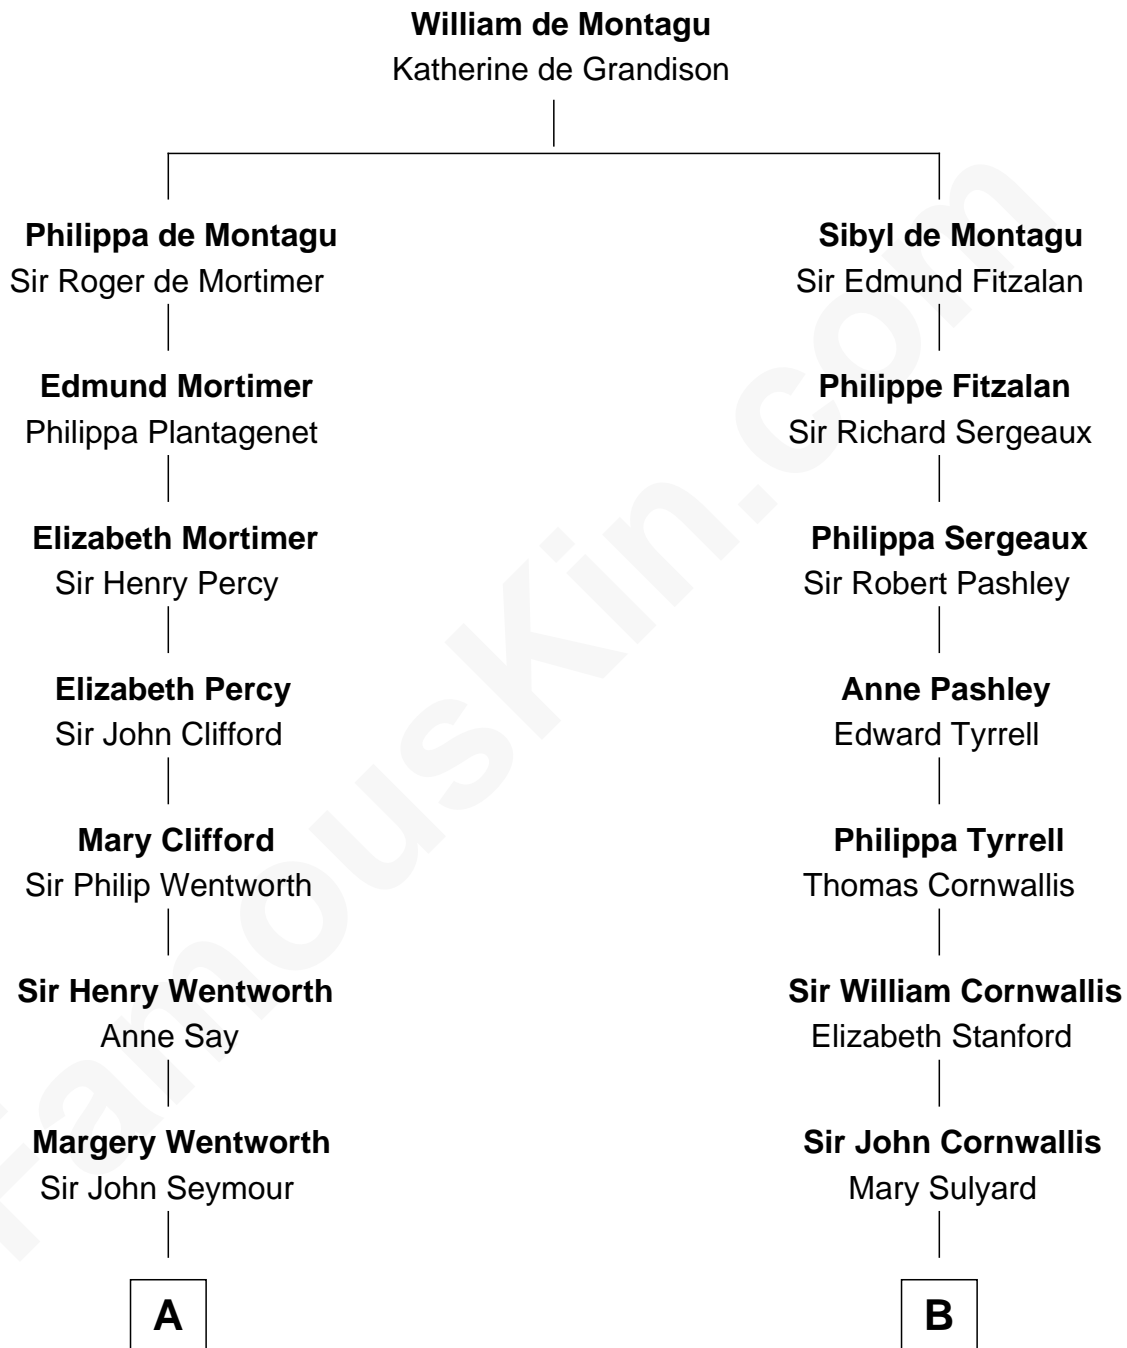 William de Montagu
Katherine de Grandison
Philippa de Montagu
Sir Roger de Mortimer
Sibyl de Montagu
Sir Edmund Fitzalan
Edmund Mortimer
Philippa Plantagenet
Philippe Fitzalan
Sir Richard Sergeaux
Elizabeth Mortimer
Sir Henry Percy
Philippa Sergeaux
Sir Robert Pashley
Elizabeth Percy
Sir John Clifford
Anne Pashley
Edward Tyrrell
Mary Clifford
Sir Philip Wentworth
Philippa Tyrrell
Thomas Cornwallis
Sir Henry Wentworth
Anne Say
Sir William Cornwallis
Elizabeth Stanford
Margery Wentworth
Sir John Seymour
Sir John Cornwallis
Mary Sulyard
A
B
FamousKin.com